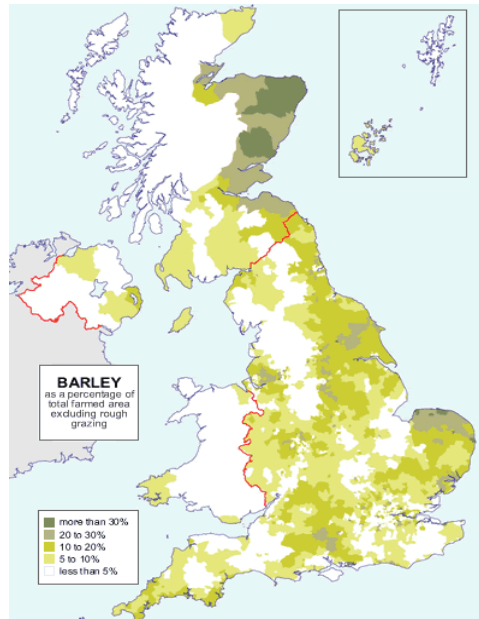 BARLEY
as a percentage of
total farmed area
excluding rough
grazing
more than 30%
20 to 30%
10 to 20%
5 to 10%
less than 5%